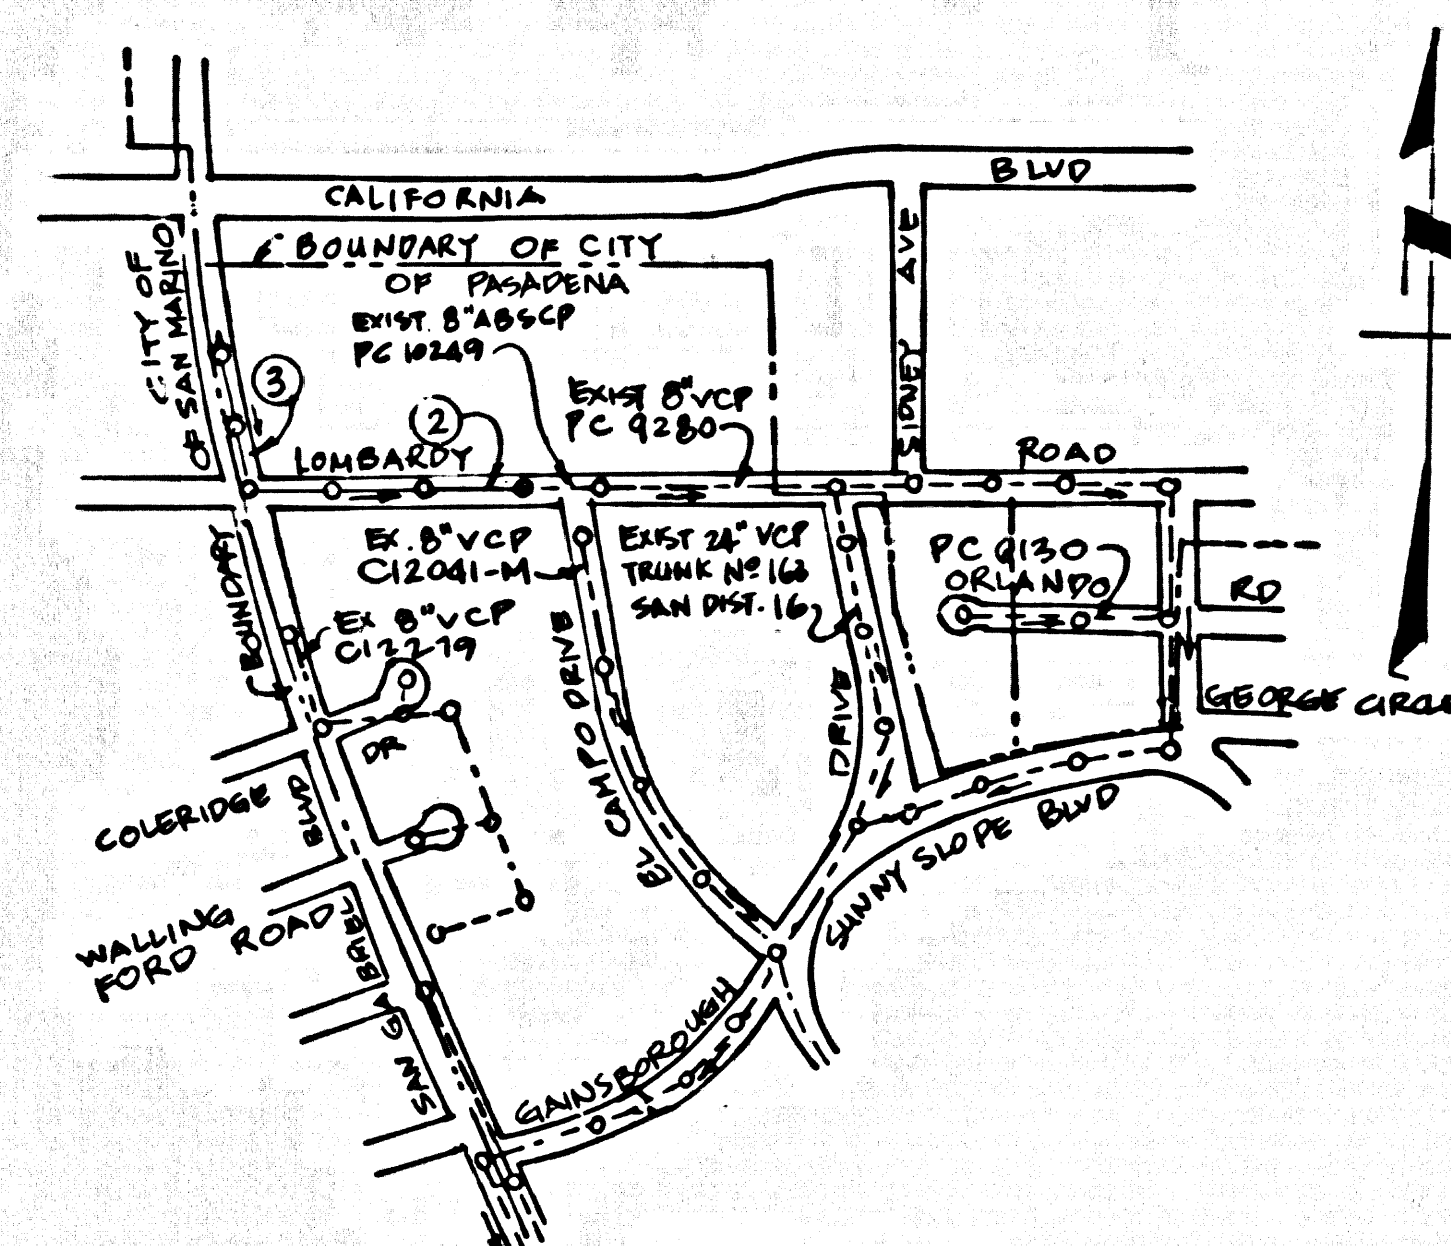 BLVD
CALIFORNIA
BOUNDARY OF CITY
OF PASADENA
CITY OF
OF SAN MARINO
SIDNEY AVE
EXIST. 8" ABSCP
PC 10249
3
2
EXIST 8" VCP
PC 9280
LOMBARDY
ROAD
EX. 8" VCP
C12041-M
EXIST 24" VCP
TRUNK Nº 163
SAN DIST. 16
PC 9130
ORLANDO
RD
BOUNDARY
EX 8" VCP
C12279
GEORGE CIRCLE
DR
EL CAMPO DRIVE
DRIVE
COLERIDGE
BLVD
SUNNY SLOPE BLVD
WALLING
FORD ROAD
SAN GABRIEL
GAINSBOROUGH